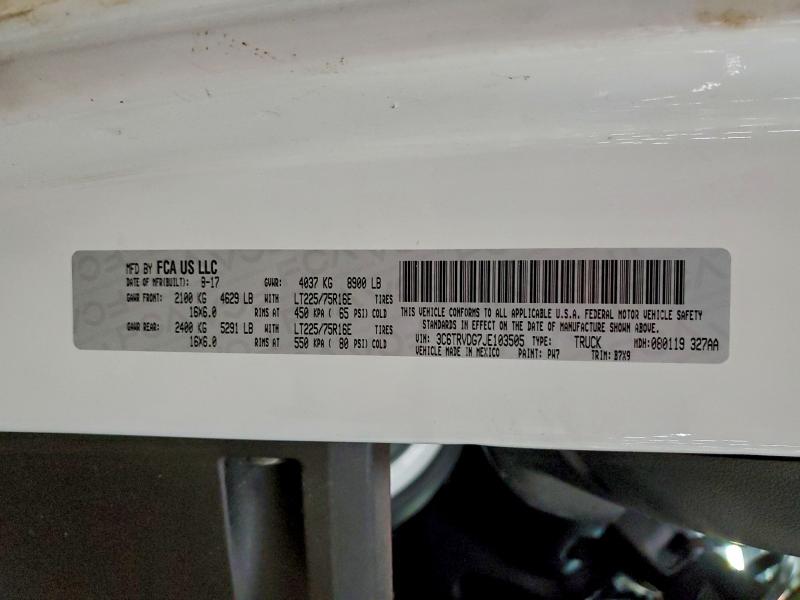 MFD BY FCA US LLC
DATE OF MFR(BUILT): 9-17 GVWR: 4037 KG 8900 LB
GAWR FRONT: 2100 KG 4629 LB WITH LT225/75R16E TIRES
16X6.0 RIMS AT 450 KPA ( 65 PSI) COLD
GAWR REAR: 2400 KG 5291 LB WITH LT225/75R16E TIRES
16X6.0 RIMS AT 550 KPA ( 80 PSI) COLD
THIS VEHICLE CONFORMS TO ALL APPLICABLE U.S.A. FEDERAL MOTOR VEHICLE SAFETY
STANDARDS IN EFFECT ON THE DATE OF MANUFACTURE SHOWN ABOVE.
VIN: 3C6TRVDG7JE103505 TYPE: TRUCK MDH: 080119 327AA
VEHICLE MADE IN MEXICO PAINT: PW7 TRIM: B7X9